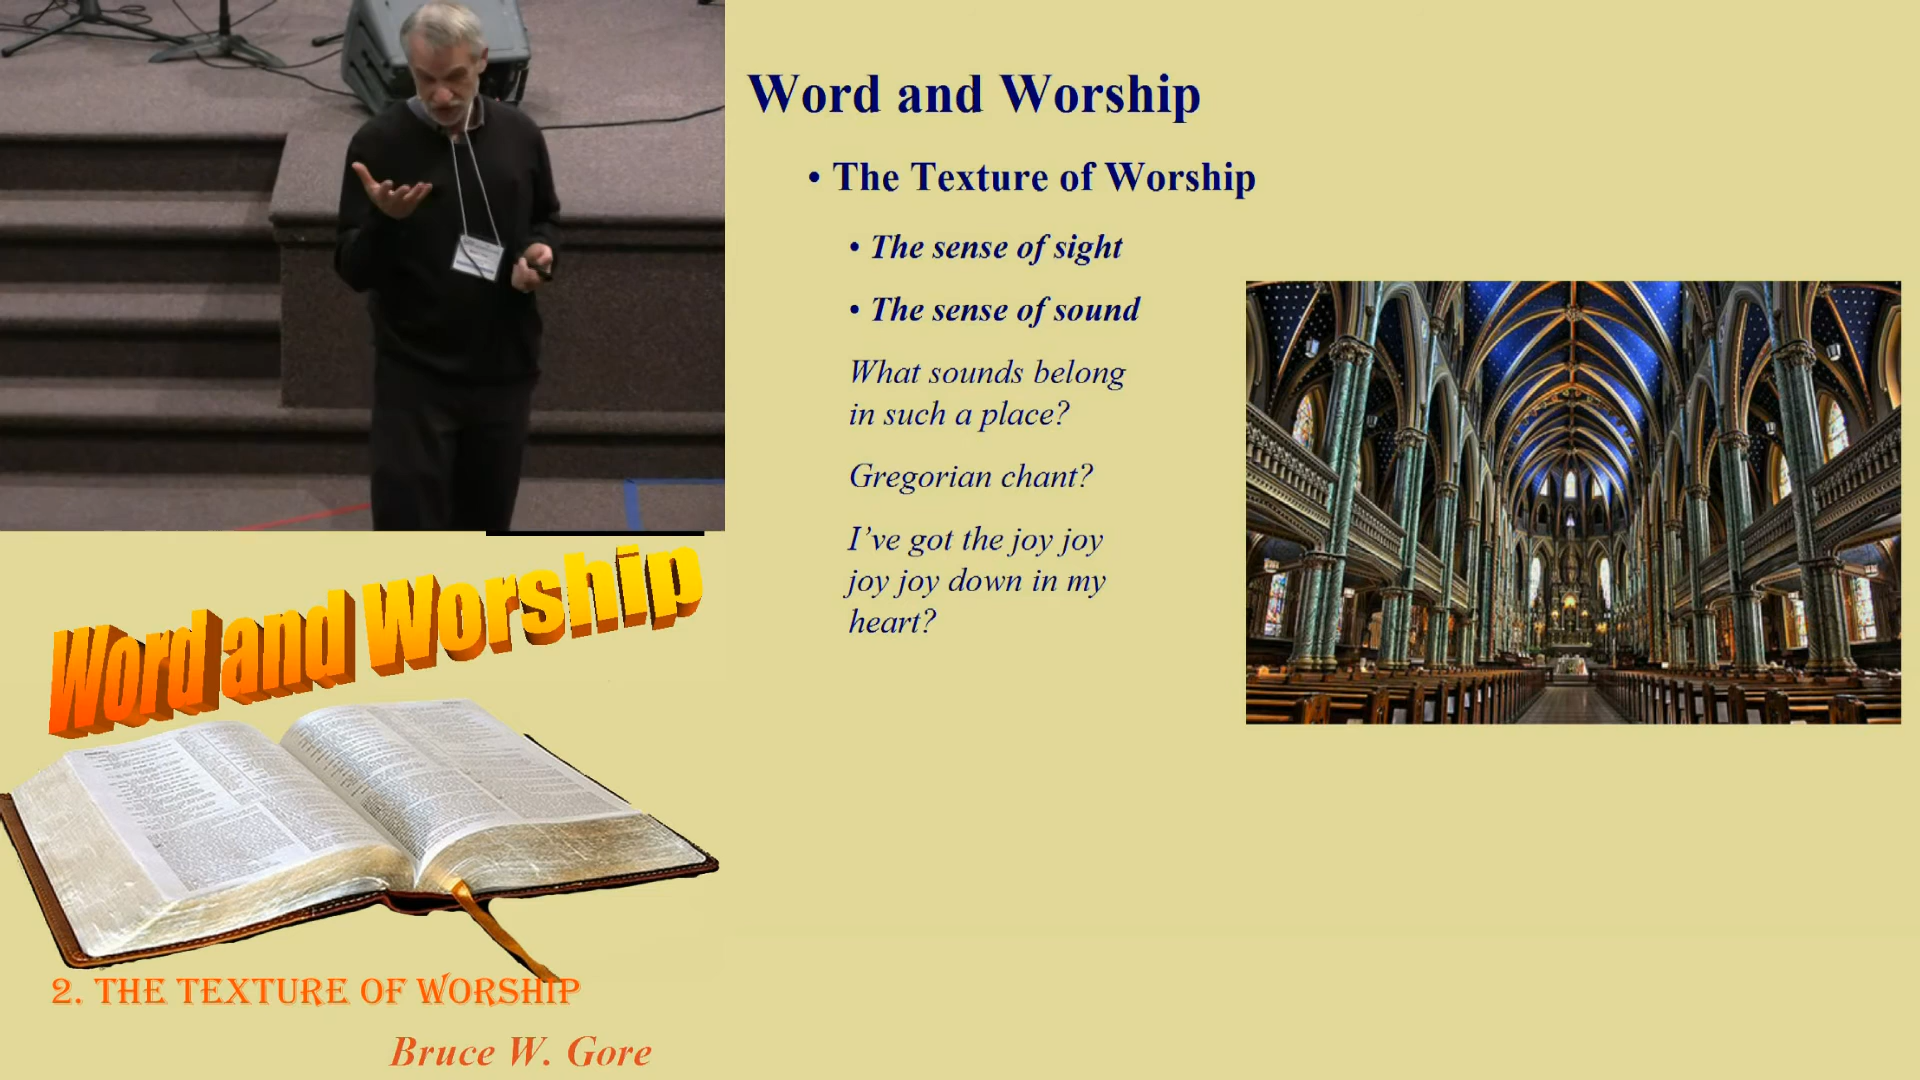 Word and Worship
• The Texture of Worship
• The sense of sight
• The sense of sound
What sounds belong
in such a place?
Gregorian chant?
I've got the joy joy
joy joy down in my
heart?
Word and Worship
2. THE TEXTURE OF WORSHIP
Bruce W. Gore